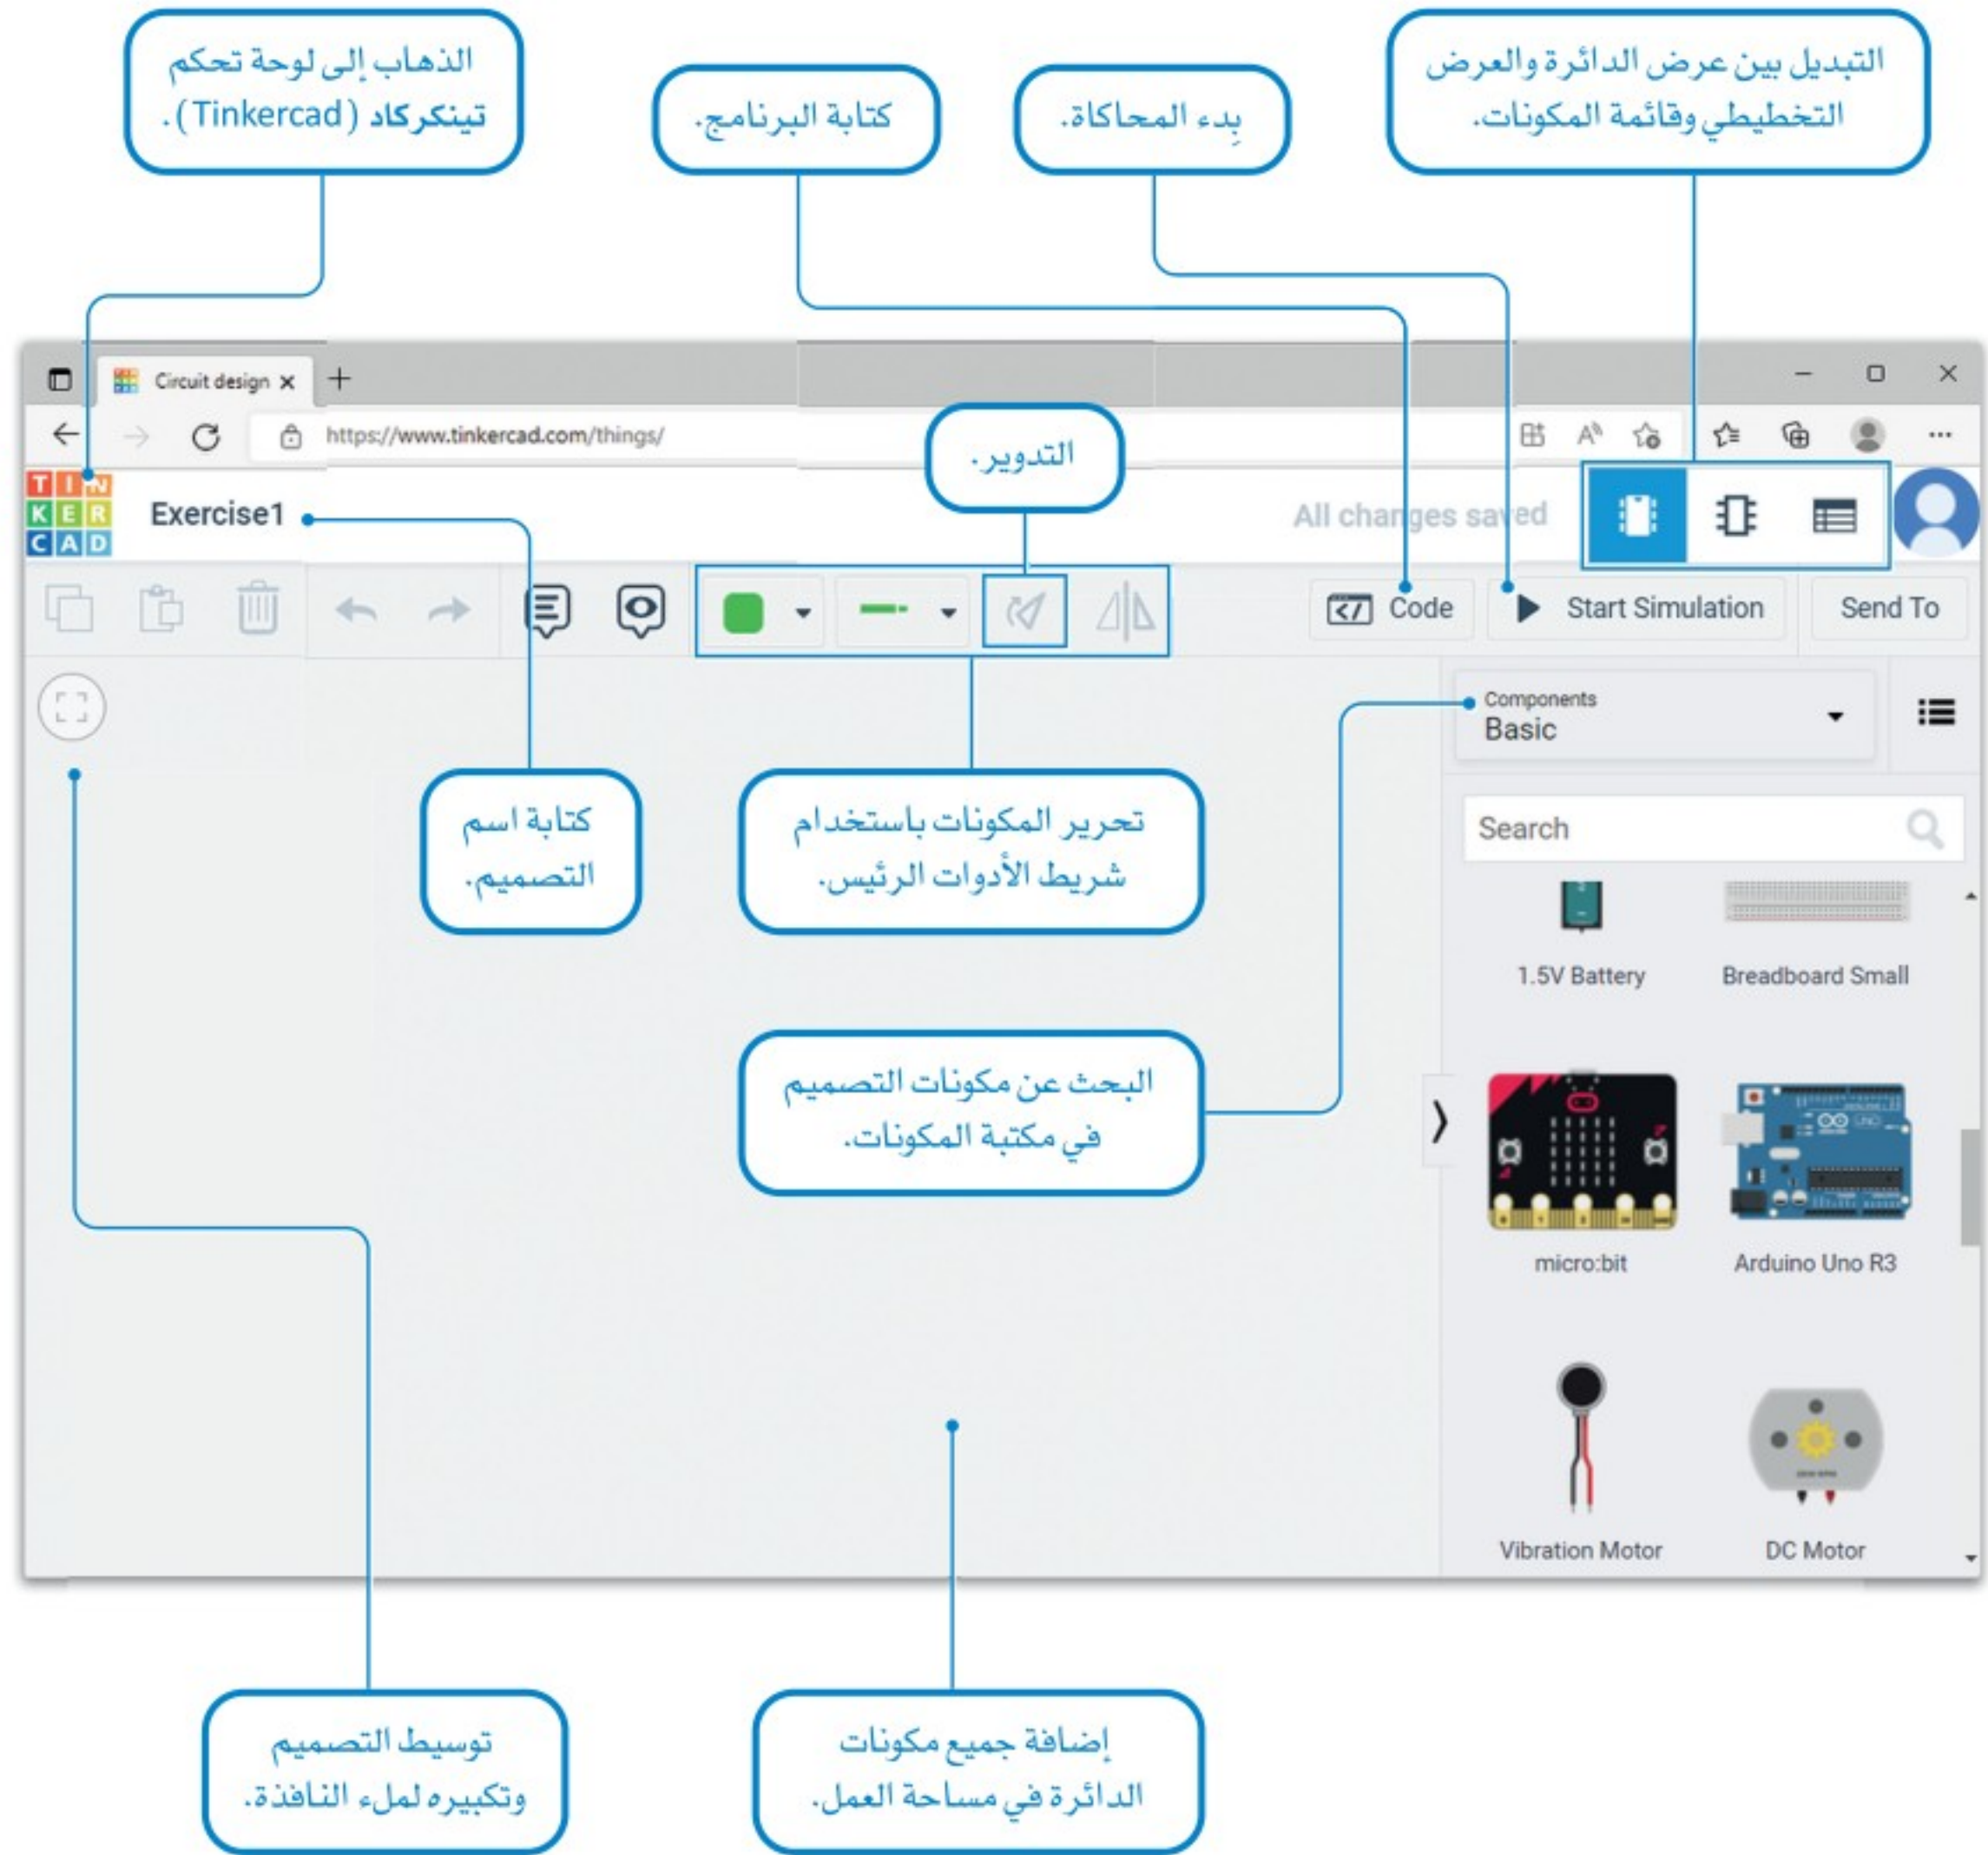 الذهاب إلى لوحة تحكم
تينكركاد (Tinkercad).
كتابة البرنامج.
بِدء المحاكاة.
التبديل بين عرض الدائرة والعرض
التخطيطي وقائمة المكونات.
Circuit design
https://www.tinkercad.com/things/
التدوير.
TIN
KER
CAD
Exercise1
All changes saved
Code
Start Simulation
Send To
Components
Basic
كتابة اسم
التصميم.
تحرير المكونات باستخدام
شريط الأدوات الرئيس.
Search
1.5V Battery
Breadboard Small
البحث عن مكونات التصميم
في مكتبة المكونات.
micro:bit
Arduino Uno R3
Vibration Motor
DC Motor
توسيط التصميم
وتكبيره لملء النافذة.
إضافة جميع مكونات
الدائرة في مساحة العمل.